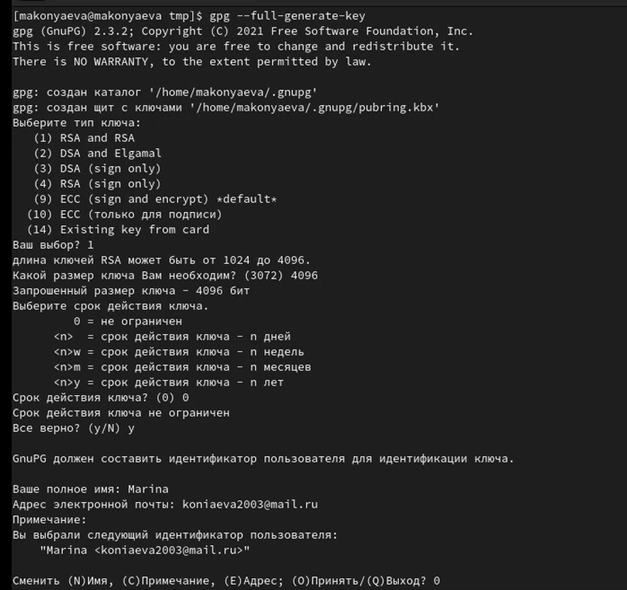 [makonyaeva@makonyaeva tmp]$ gpg --full-generate-key
gpg (GnuPG) 2.3.2; Copyright (C) 2021 Free Software Foundation, Inc.
This is free software: you are free to change and redistribute it.
There is NO WARRANTY, to the extent permitted by law.

gpg: создан каталог '/home/makonyaeva/.gnupg'
gpg: создан щит с ключами '/home/makonyaeva/.gnupg/pubring.kbx'
Выберите тип ключа:
   (1) RSA and RSA
   (2) DSA and Elgamal
   (3) DSA (sign only)
   (4) RSA (sign only)
   (9) ECC (sign and encrypt) *default*
  (10) ECC (только для подписи)
  (14) Existing key from card
Ваш выбор? 1
длина ключей RSA может быть от 1024 до 4096.
Какой размер ключа Вам необходим? (3072) 4096
Запрошенный размер ключа - 4096 бит
Выберите срок действия ключа.
         0 = не ограничен
      <n>  = срок действия ключа - n дней
      <n>w = срок действия ключа - n недель
      <n>m = срок действия ключа - n месяцев
      <n>y = срок действия ключа - n лет
Срок действия ключа? (0) 0
Срок действия ключа не ограничен
Все верно? (y/N) y

GnuPG должен составить идентификатор пользователя для идентификации ключа.

Ваше полное имя: Marina
Адрес электронной почты: koniaeva2003@mail.ru
Примечание:
Вы выбрали следующий идентификатор пользователя:
    "Marina <koniaeva2003@mail.ru>"

Сменить (N)Имя, (C)Примечание, (E)Адрес; (O)Принять/(Q)Выход? 0